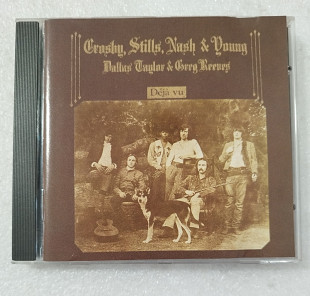 Crosby, Stills, Nash & Young
Dallas Taylor & Greg Reeves
Déjà vu